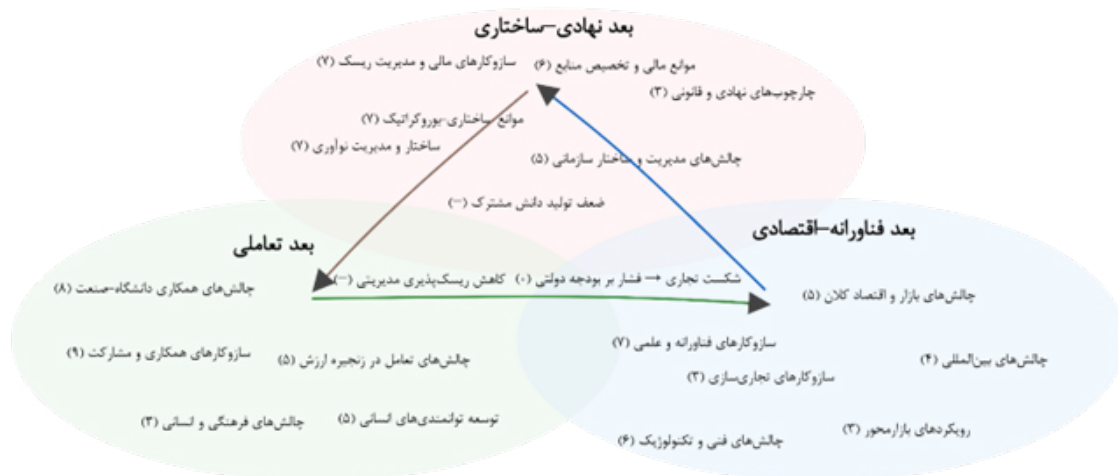 بعد نهادی–ساختاری
موانع مالی و تخصیص منابع (۶)
سازوکارهای مالی و مدیریت ریسک (۷)
چارچوب‌های نهادی و قانونی (۳)
موانع ساختاری-بوروکراتیک (۷)
ساختار و مدیریت نوآوری (۷)
چالش‌های مدیریت و ساختار سازمانی (۵)
ضعف تولید دانش مشترک (–)
بعد فناورانه–اقتصادی
بعد تعاملی
شکست تجاری → فشار بر بودجه دولتی (۰)
کاهش ریسک‌پذیری مدیریتی (–)
چالش‌های بازار و اقتصاد کلان (۵)
چالش‌های همکاری دانشگاه-صنعت (۸)
سازوکارهای فناورانه و علمی (۷)
چالش‌های بین‌المللی (۴)
سازوکارهای همکاری و مشارکت (۹)
چالش‌های تعامل در زنجیره ارزش (۵)
سازوکارهای تجاری‌سازی (۳)
رویکردهای بازارمحور (۳)
چالش‌های فنی و تکنولوژیک (۶)
توسعه توانمندی‌های انسانی (۵)
چالش‌های فرهنگی و انسانی (۳)